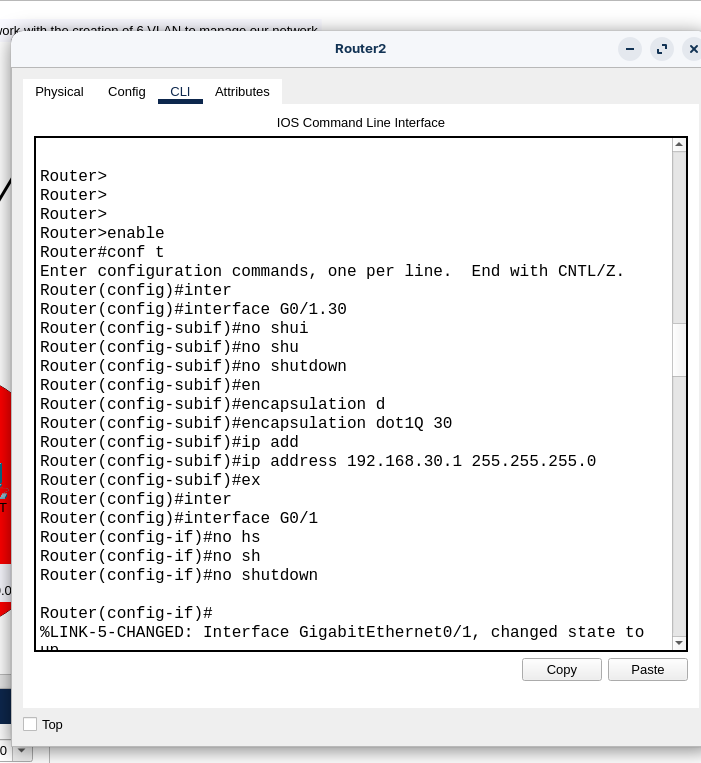 work with the creation of 6 VLAN to manage our network
Router2
Physical Config CLI Attributes
IOS Command Line Interface
Router>
Router>
Router>
Router>enable
Router#conf t
Enter configuration commands, one per line.  End with CNTL/Z.
Router(config)#inter
Router(config)#interface G0/1.30
Router(config-subif)#no shui
Router(config-subif)#no shu
Router(config-subif)#no shutdown
Router(config-subif)#en
Router(config-subif)#encapsulation d
Router(config-subif)#encapsulation dot1Q 30
Router(config-subif)#ip add
Router(config-subif)#ip address 192.168.30.1 255.255.255.0
Router(config-subif)#ex
Router(config)#inter
Router(config)#interface G0/1
Router(config-if)#no hs
Router(config-if)#no sh
Router(config-if)#no shutdown
Router(config-if)#
%LINK-5-CHANGED: Interface GigabitEthernet0/1, changed state to
up
Copy Paste
Top